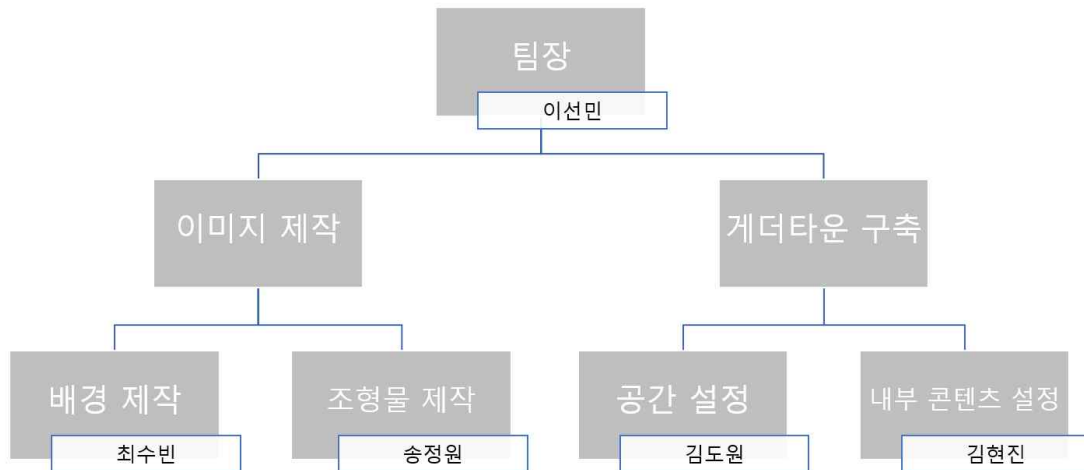 팀장
이선민
이미지 제작
게더타운 구축
배경 제작
최수빈
조형물 제작
송정원
공간 설정
김도원
내부 콘텐츠 설정
김현진